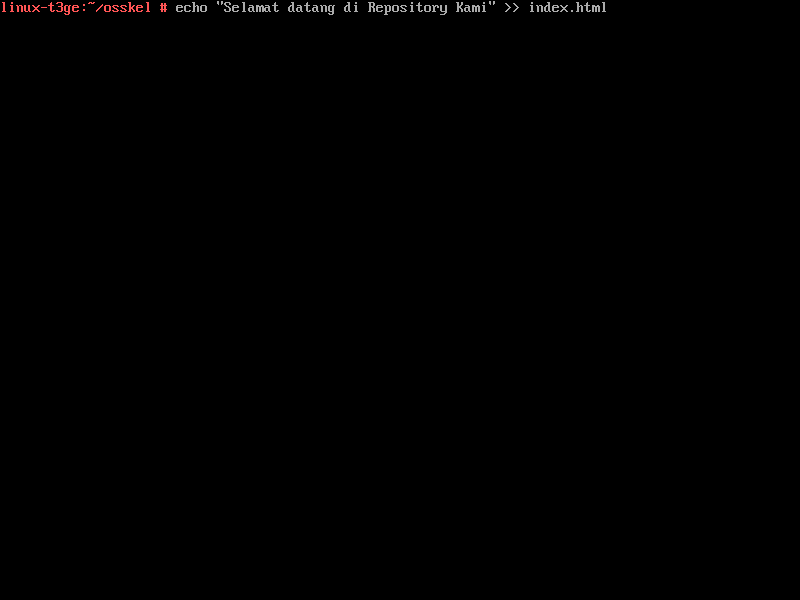 linux-t3ge:~/osskel # echo "Selamat datang di Repository Kami" >> index.html